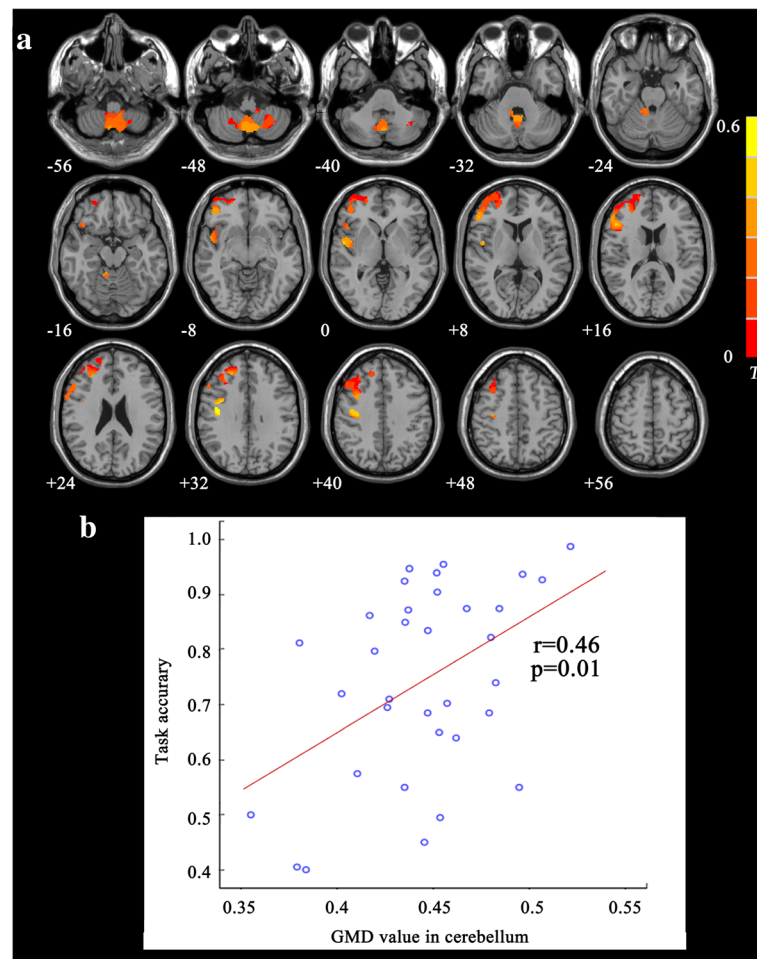 a
-56 -48 -40 -32 -24
0.6
-16 -8 0 +8 +16
0
T
+24 +32 +40 +48 +56
b
1.0
0.9
0.8
0.7
0.6
0.5
0.4
Task accurary
r=0.46
p=0.01
0.35 0.4 0.45 0.5 0.55
GMD value in cerebellum